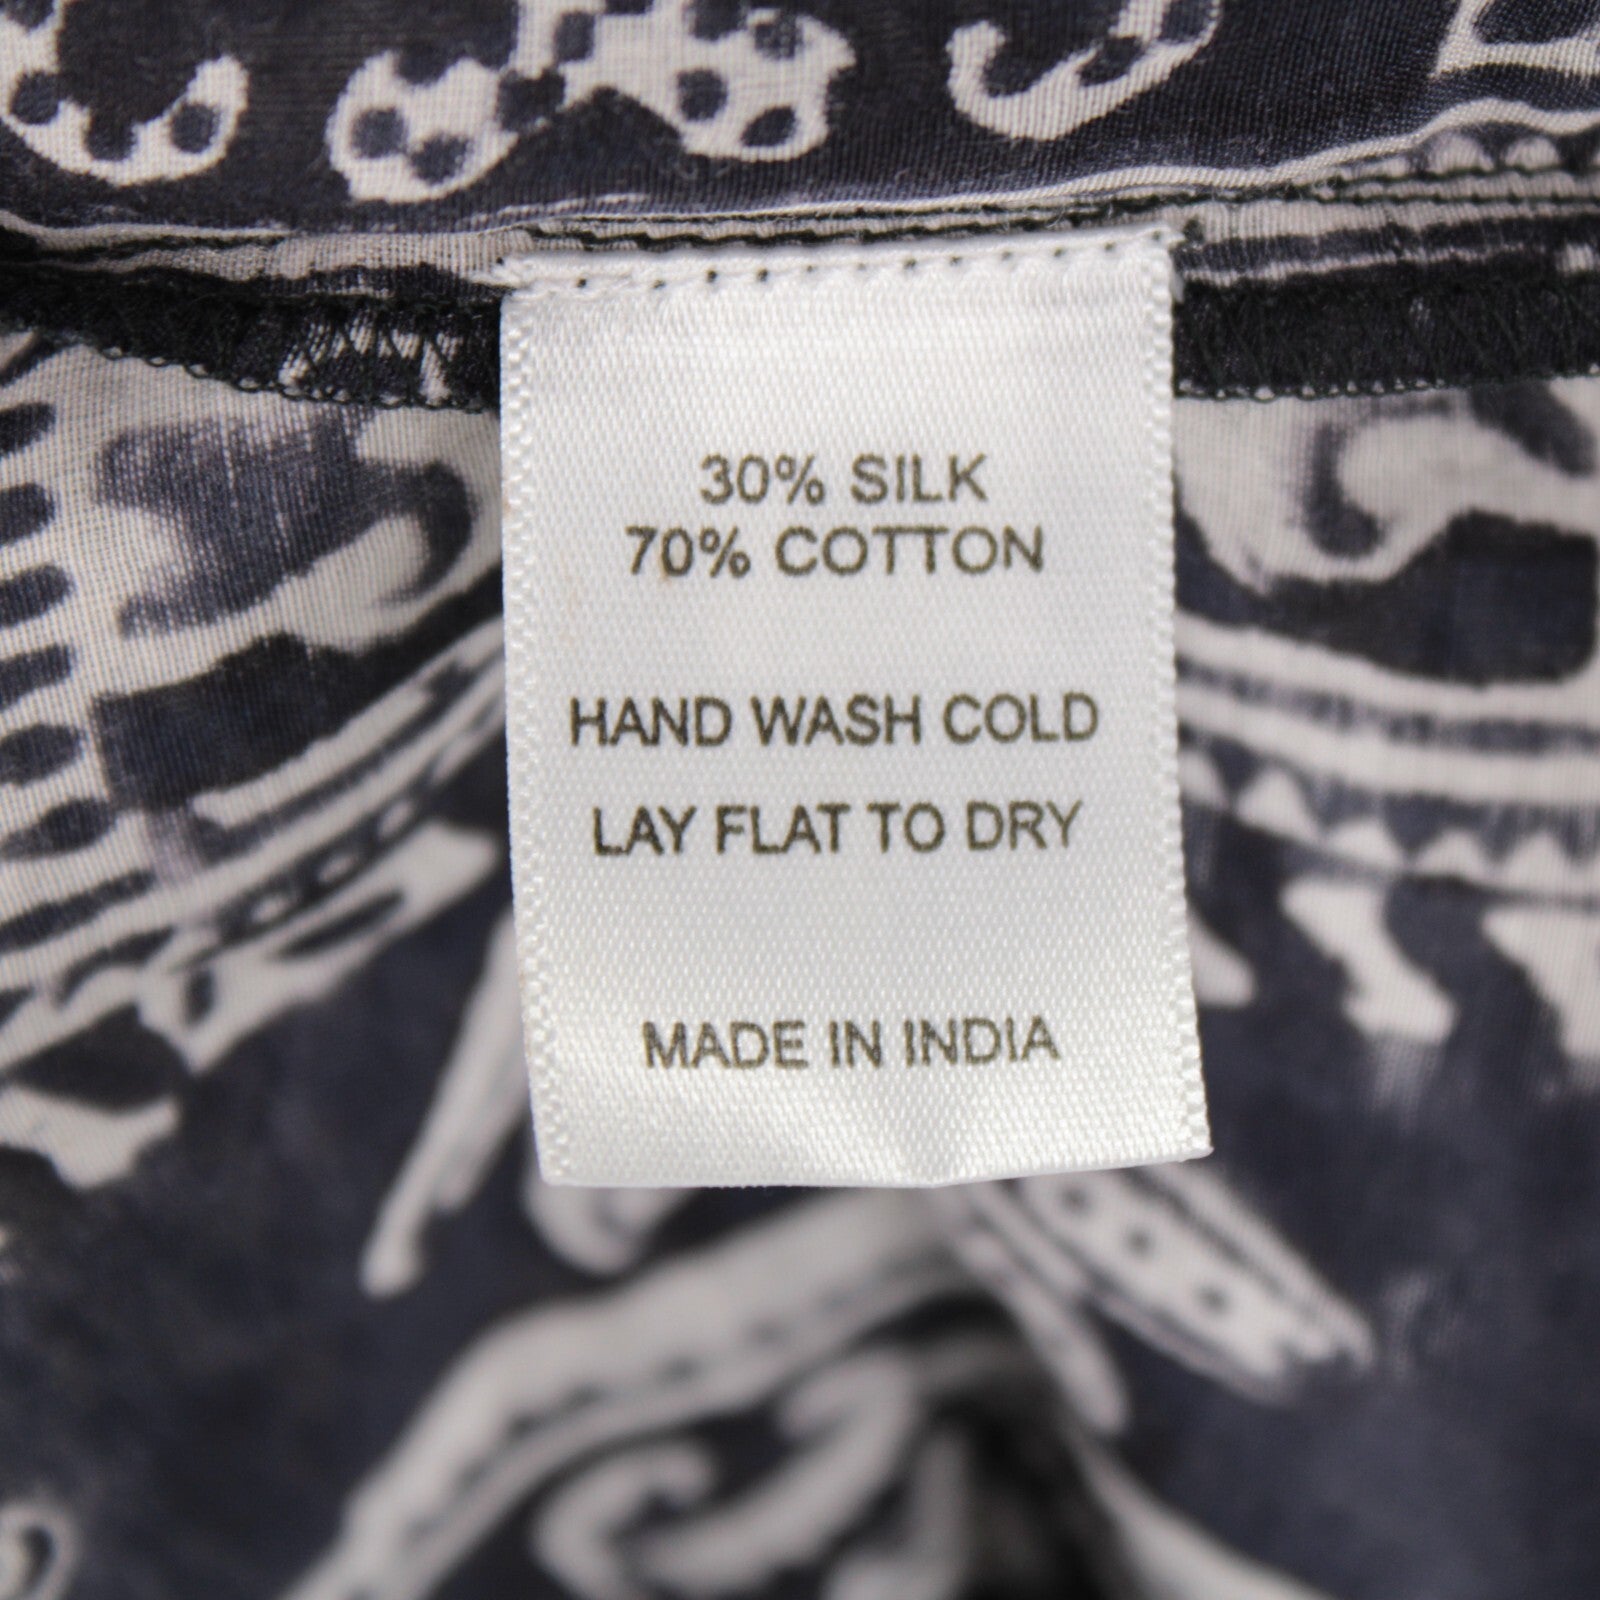 30% SILK
70% COTTON
HAND WASH COLD
LAY FLAT TO DRY
MADE IN INDIA